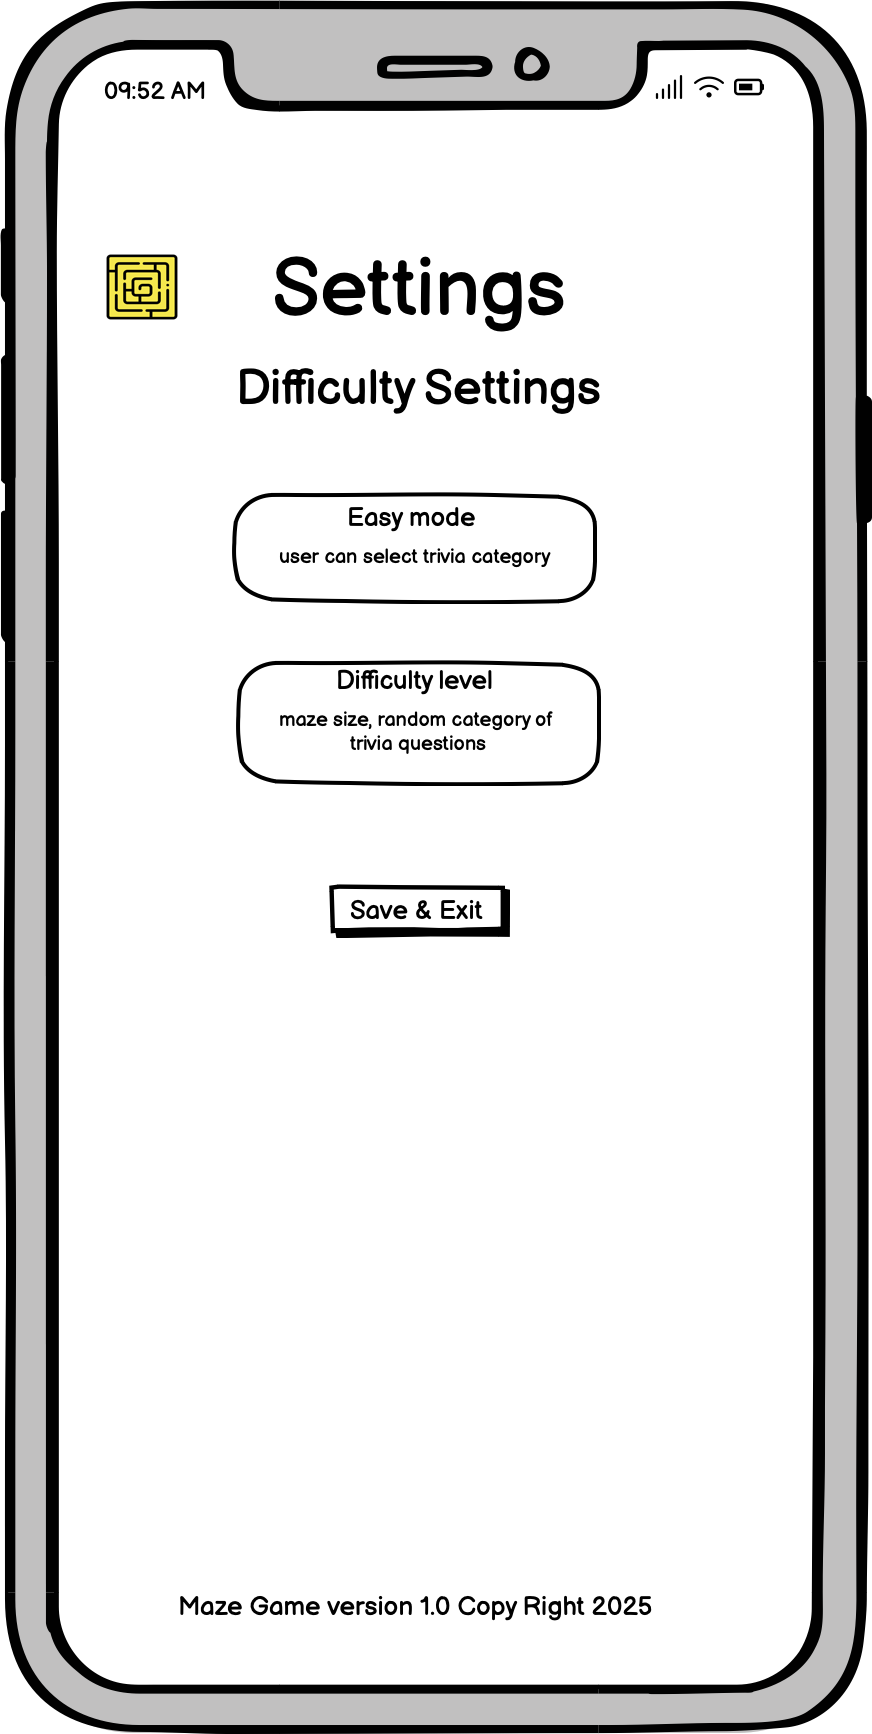 09:52 AM
Settings
Difficulty Settings
Easy mode
user can select trivia category
Difficulty level
maze size, random category of
trivia questions
Save & Exit
Maze Game version 1.0 Copy Right 2025